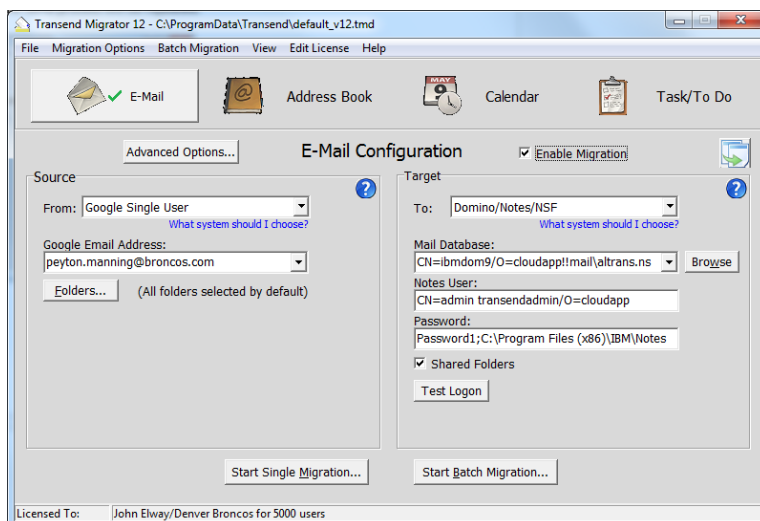 Transend Migrator 12 - C:\ProgramData\Transend\default_v12.tmd
File Migration Options Batch Migration View Edit License Help
E-Mail Address Book MAY 9 Calendar Task/To Do
Advanced Options... E-Mail Configuration Enable Migration
Source
From: Google Single User
What system should I choose?
Google Email Address:
peyton.manning@broncos.com
Folders... (All folders selected by default)
Target
To: Domino/Notes/NSF
What system should I choose?
Mail Database:
CN=ibmdom9/O=cloudapp!!mail\altrans.ns Browse
Notes User:
CN=admin transendadmin/O=cloudapp
Password:
Password1;C:\Program Files (x86)\IBM\Notes
Shared Folders
Test Logon
Start Single Migration... Start Batch Migration...
Licensed To: John Elway/Denver Broncos for 5000 users